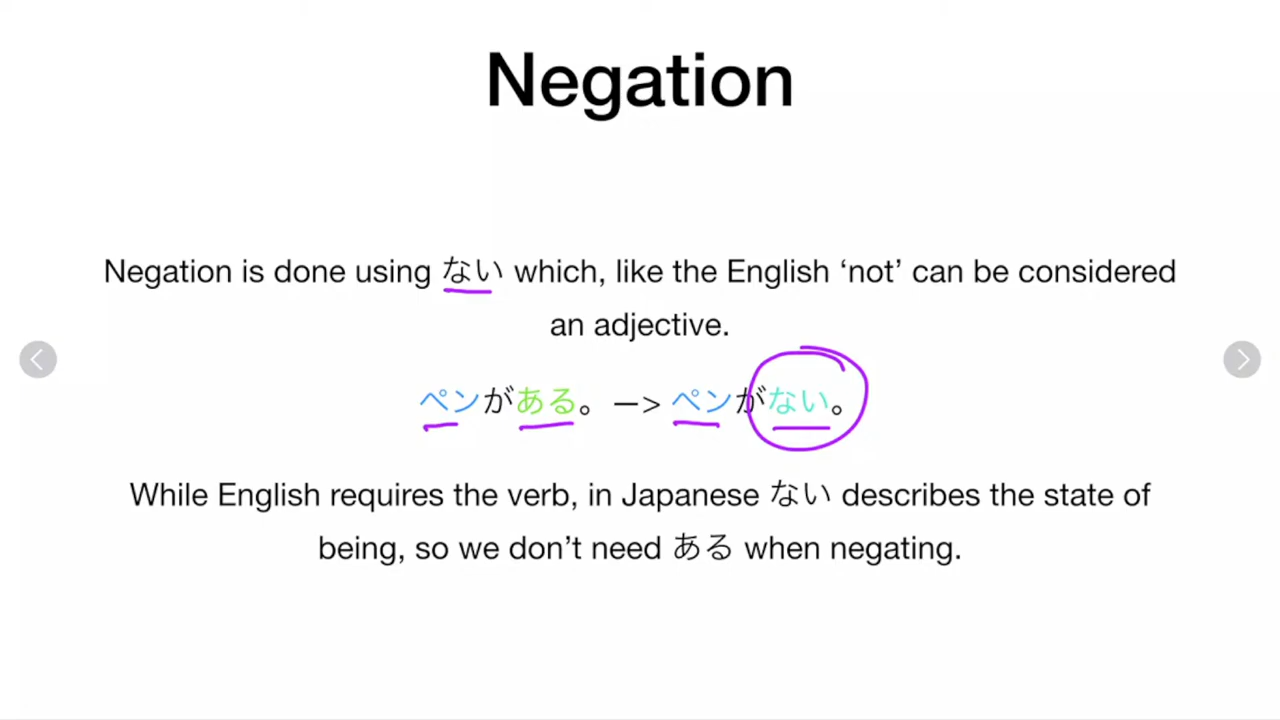 Negation
Negation is done using ない which, like the English ‘not’ can be considered
an adjective.
ペンがある。 —> ペンがない。
While English requires the verb, in Japanese ない describes the state of
being, so we don’t need ある when negating.